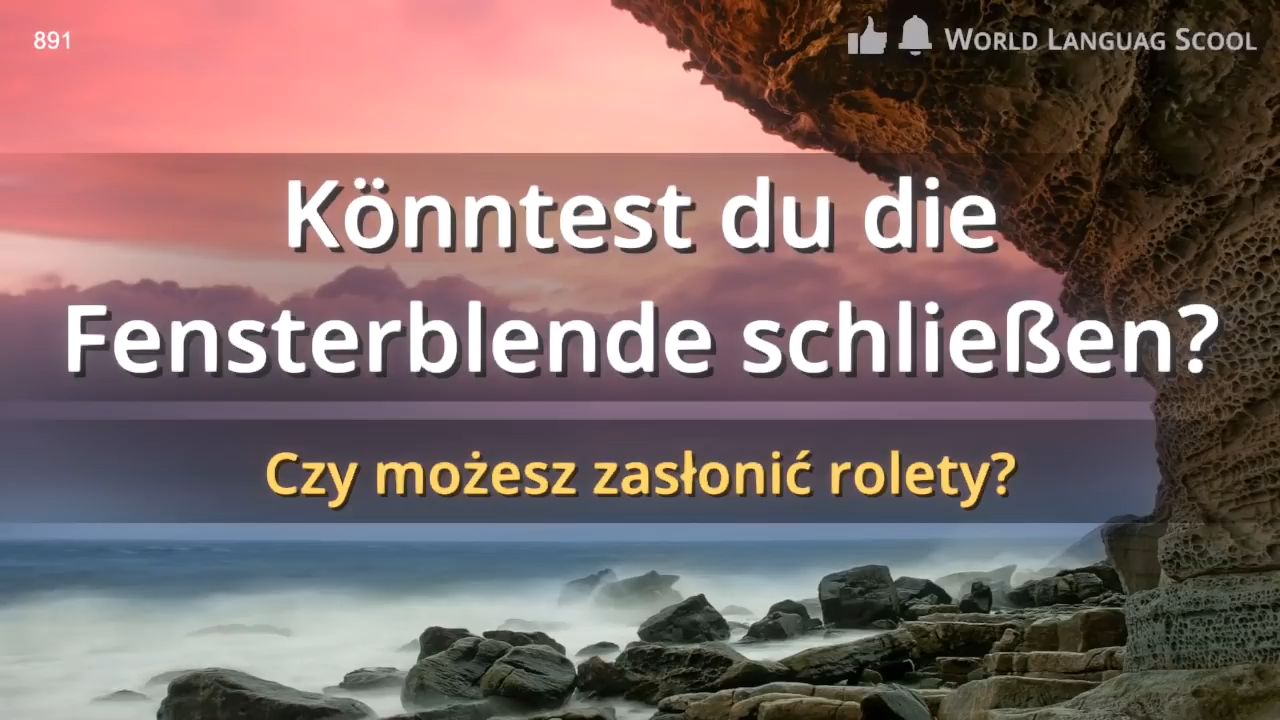 891
World Languag Scool
Könntest du die
Fensterblende schließen?
Czy możesz zasłonić rolety?